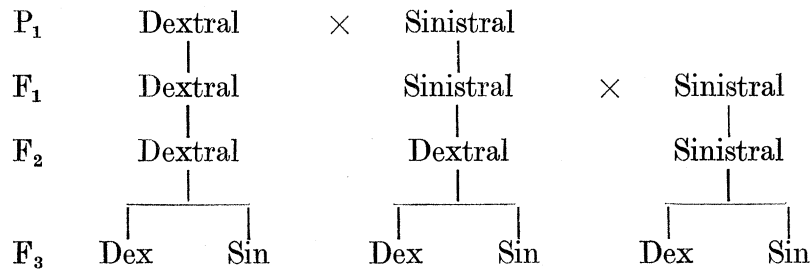 P₁ Dextral × Sinistral
F₁ Dextral Sinistral × Sinistral
F₂ Dextral Dextral Sinistral
F₃ Dex Sin Dex Sin Dex Sin